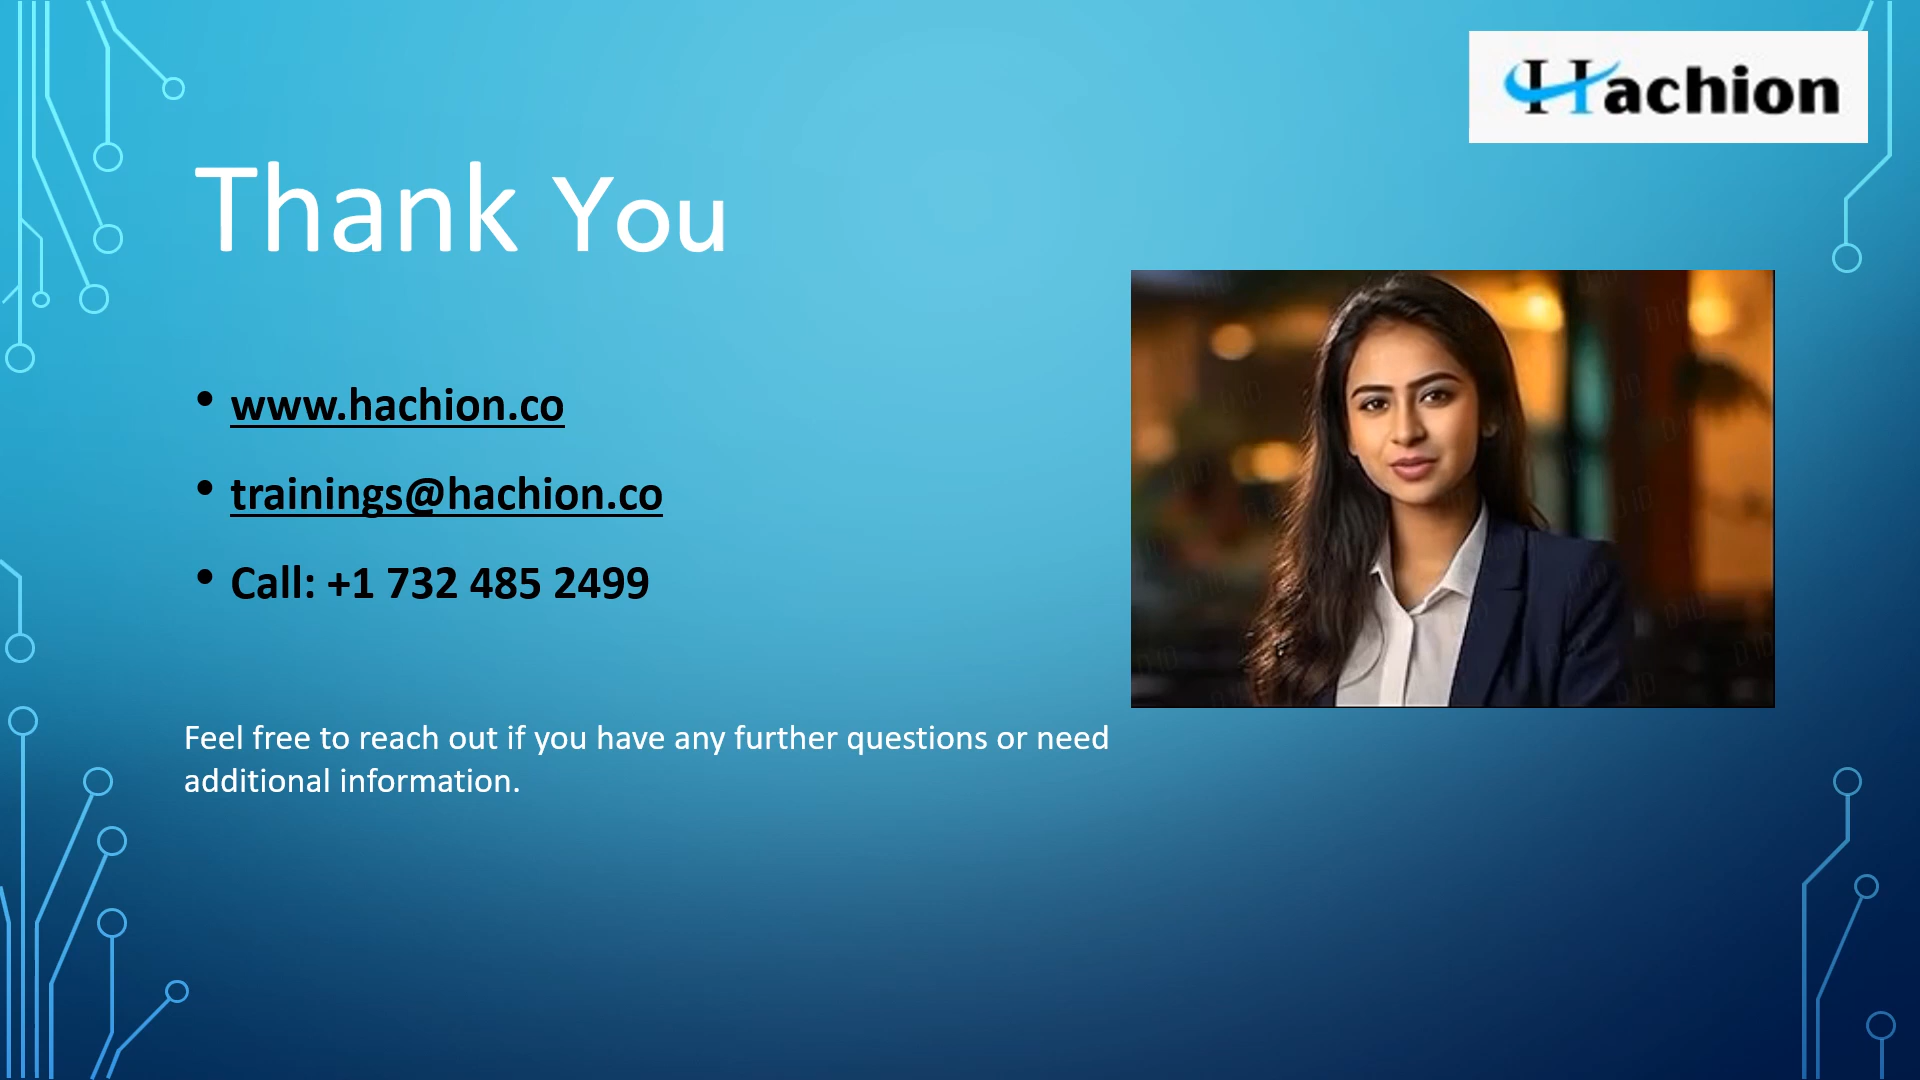 Hachion
Thank You
• www.hachion.co
• trainings@hachion.co
• Call: +1 732 485 2499
Feel free to reach out if you have any further questions or need
additional information.
D-ID